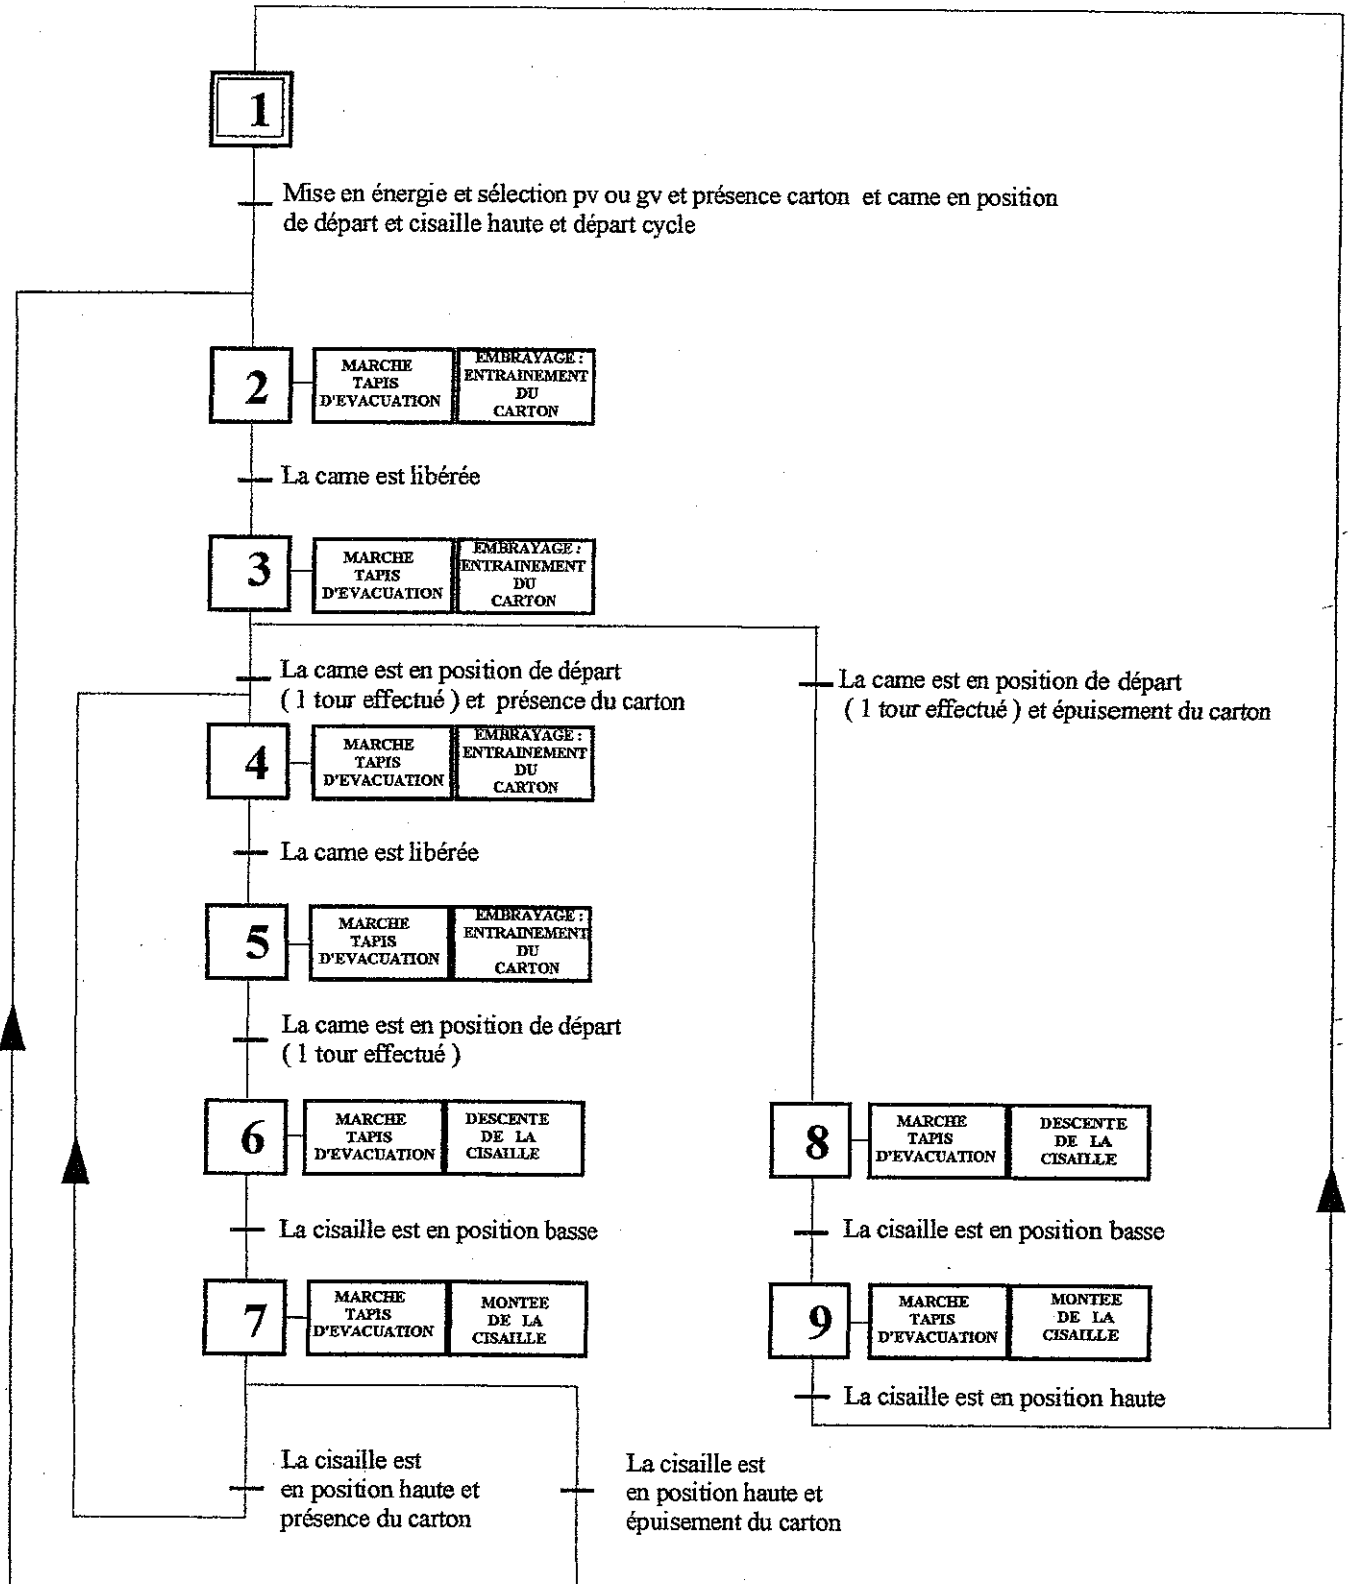 1
Mise en énergie et sélection pv ou gv et présence carton et came en position
de départ et cisaille haute et départ cycle
2
MARCHE
TAPIS
D'EVACUATION
EMBRAYAGE :
ENTRAINEMENT
DU
CARTON
La came est libérée
3
MARCHE
TAPIS
D'EVACUATION
EMBRAYAGE :
ENTRAINEMENT
DU
CARTON
La came est en position de départ
( 1 tour effectué ) et présence du carton
La came est en position de départ
( 1 tour effectué ) et épuisement du carton
4
MARCHE
TAPIS
D'EVACUATION
EMBRAYAGE :
ENTRAINEMENT
DU
CARTON
La came est libérée
5
MARCHE
TAPIS
D'EVACUATION
EMBRAYAGE :
ENTRAINEMENT
DU
CARTON
La came est en position de départ
( 1 tour effectué )
6
MARCHE
TAPIS
D'EVACUATION
DESCENTE
DE LA
CISAILLE
8
MARCHE
TAPIS
D'EVACUATION
DESCENTE
DE LA
CISAILLE
La cisaille est en position basse
La cisaille est en position basse
7
MARCHE
TAPIS
D'EVACUATION
MONTEE
DE LA
CISAILLE
9
MARCHE
TAPIS
D'EVACUATION
MONTEE
DE LA
CISAILLE
La cisaille est en position haute
La cisaille est
en position haute et
présence du carton
La cisaille est
en position haute et
épuisement du carton